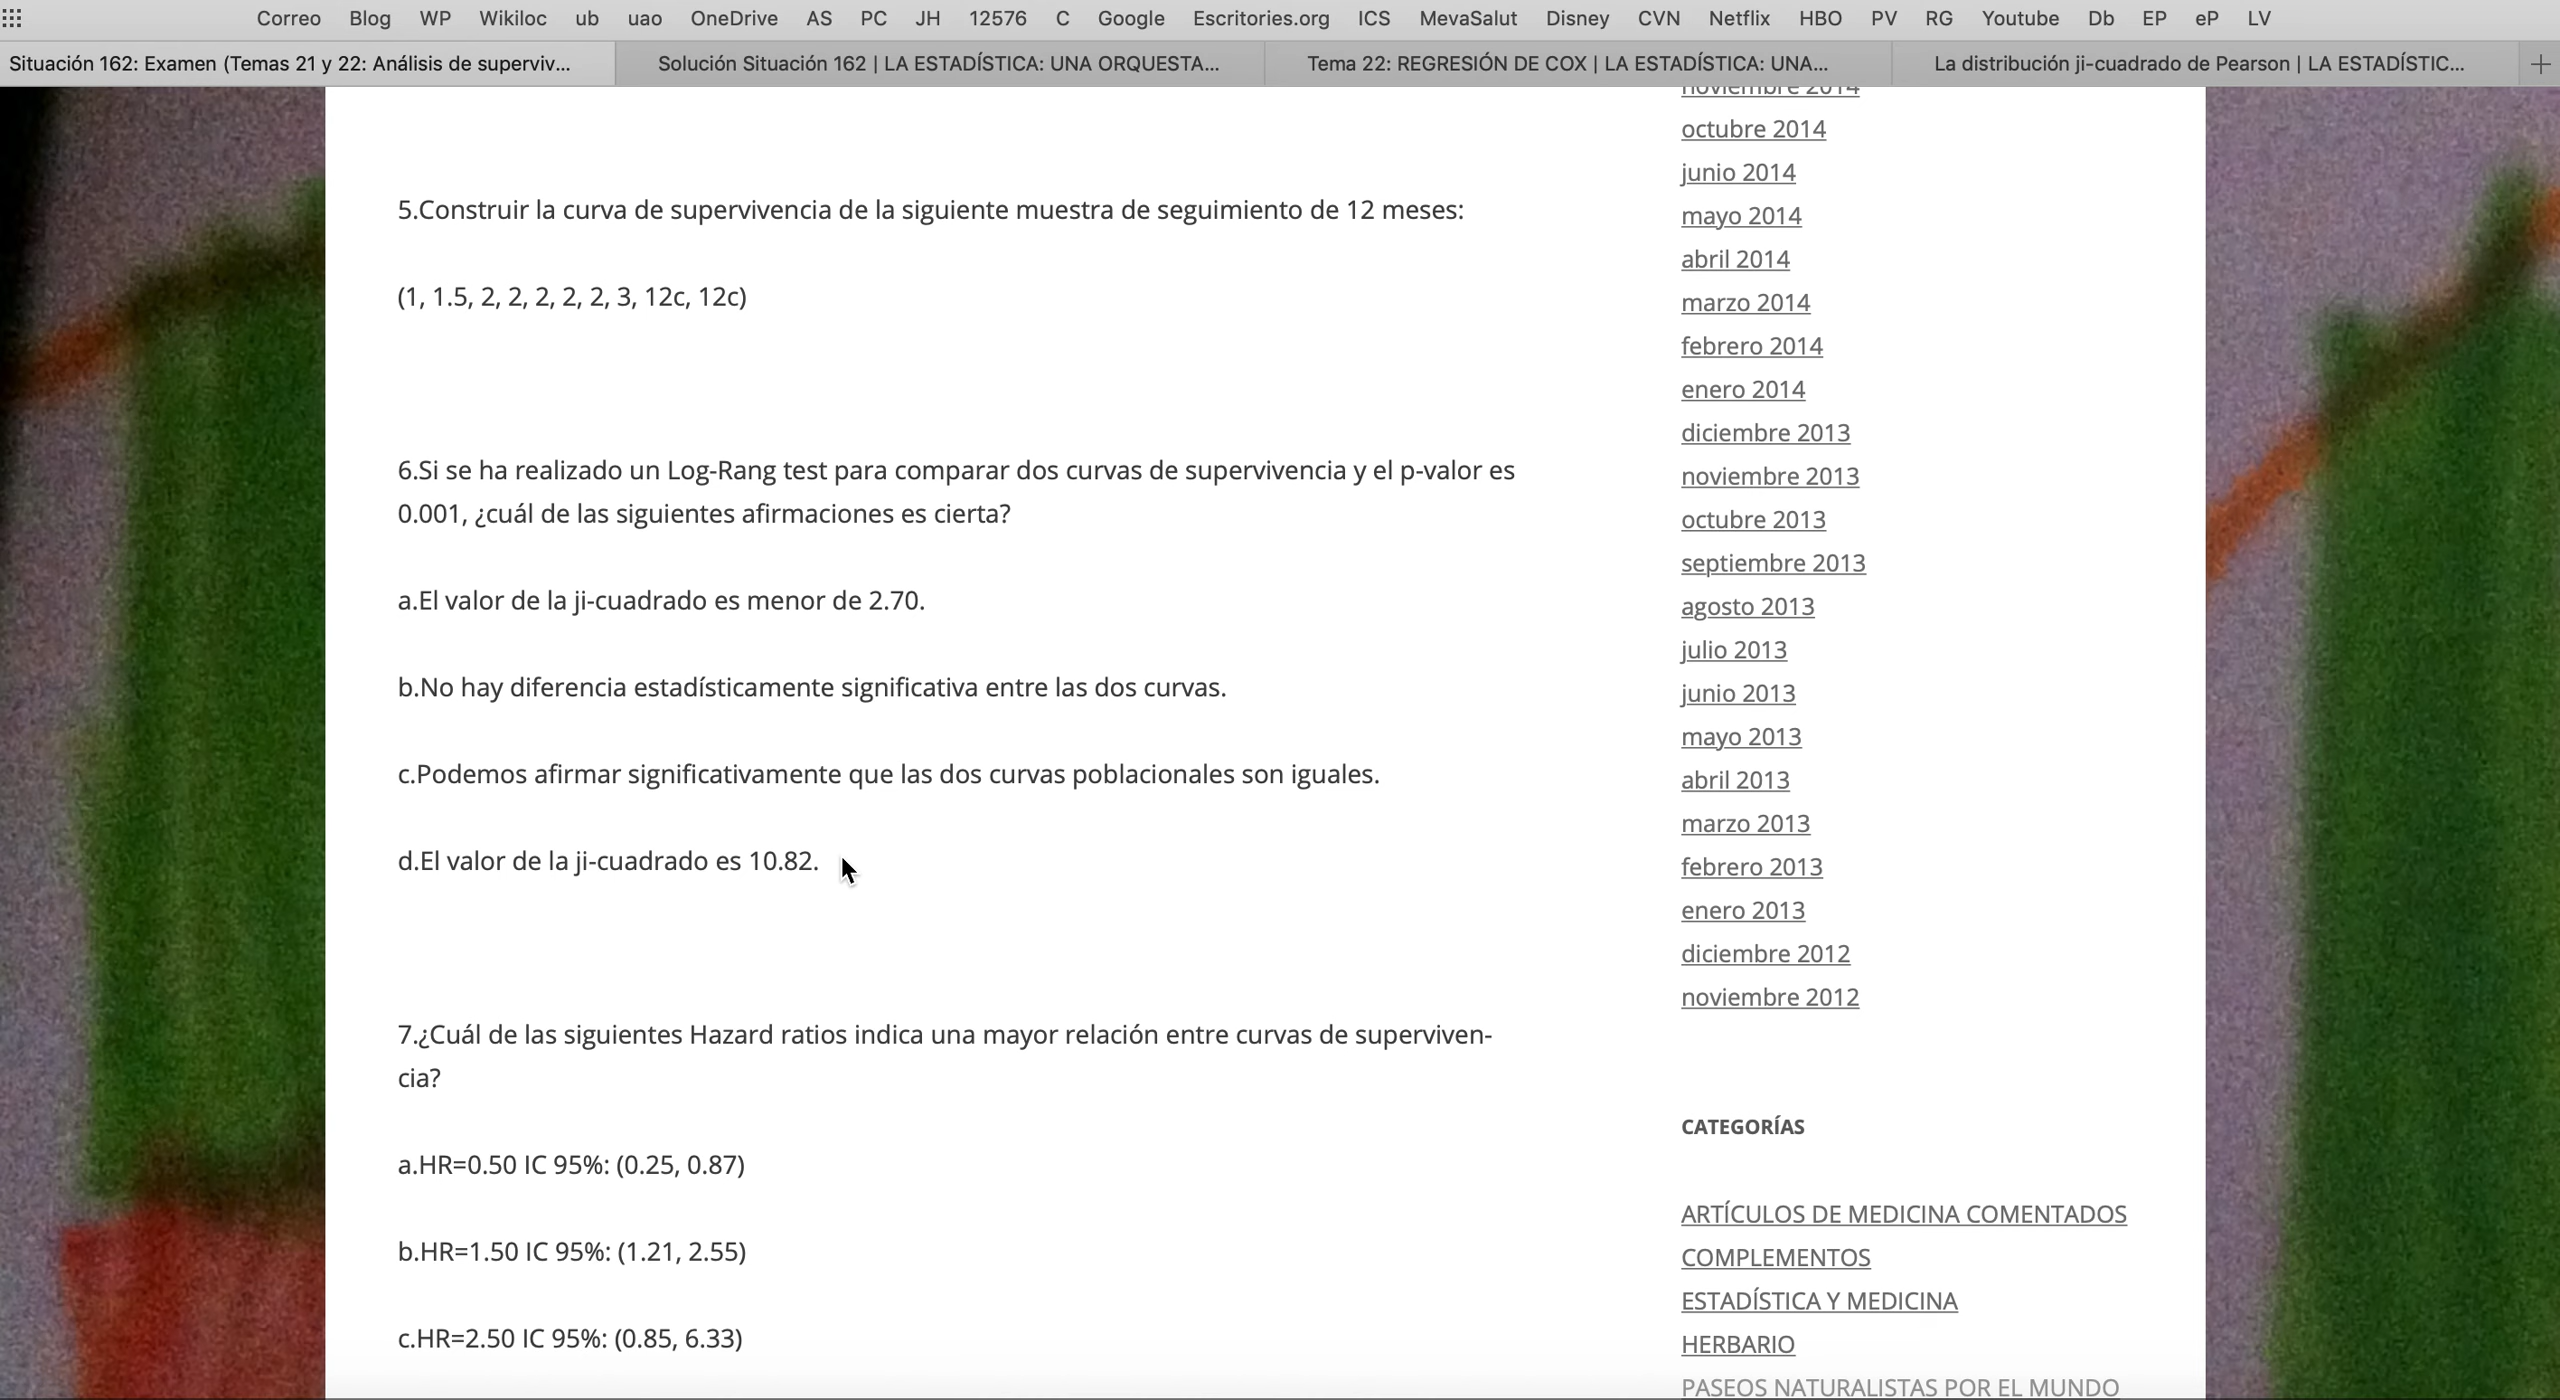 Correo Blog WP Wikiloc ub uao OneDrive AS PC JH 12576 C Google Escritories.org ICS MevaSalut Disney CVN Netflix HBO PV RG Youtube Db EP eP LV
Situación 162: Examen (Temas 21 y 22: Análisis de superviv...
Solución Situación 162 | LA ESTADÍSTICA: UNA ORQUESTA...
Tema 22: REGRESIÓN DE COX | LA ESTADÍSTICA: UNA...
La distribución ji-cuadrado de Pearson | LA ESTADÍSTIC...
5.Construir la curva de supervivencia de la siguiente muestra de seguimiento de 12 meses:
(1, 1.5, 2, 2, 2, 2, 2, 3, 12c, 12c)
6.Si se ha realizado un Log-Rang test para comparar dos curvas de supervivencia y el p-valor es
0.001, ¿cuál de las siguientes afirmaciones es cierta?
a.El valor de la ji-cuadrado es menor de 2.70.
b.No hay diferencia estadísticamente significativa entre las dos curvas.
c.Podemos afirmar significativamente que las dos curvas poblacionales son iguales.
d.El valor de la ji-cuadrado es 10.82.
7.¿Cuál de las siguientes Hazard ratios indica una mayor relación entre curvas de superviven-
cia?
a.HR=0.50 IC 95%: (0.25, 0.87)
b.HR=1.50 IC 95%: (1.21, 2.55)
c.HR=2.50 IC 95%: (0.85, 6.33)
noviembre 2014
octubre 2014
junio 2014
mayo 2014
abril 2014
marzo 2014
febrero 2014
enero 2014
diciembre 2013
noviembre 2013
octubre 2013
septiembre 2013
agosto 2013
julio 2013
junio 2013
mayo 2013
abril 2013
marzo 2013
febrero 2013
enero 2013
diciembre 2012
noviembre 2012
CATEGORÍAS
ARTÍCULOS DE MEDICINA COMENTADOS
COMPLEMENTOS
ESTADÍSTICA Y MEDICINA
HERBARIO
PASEOS NATURALISTAS POR EL MUNDO